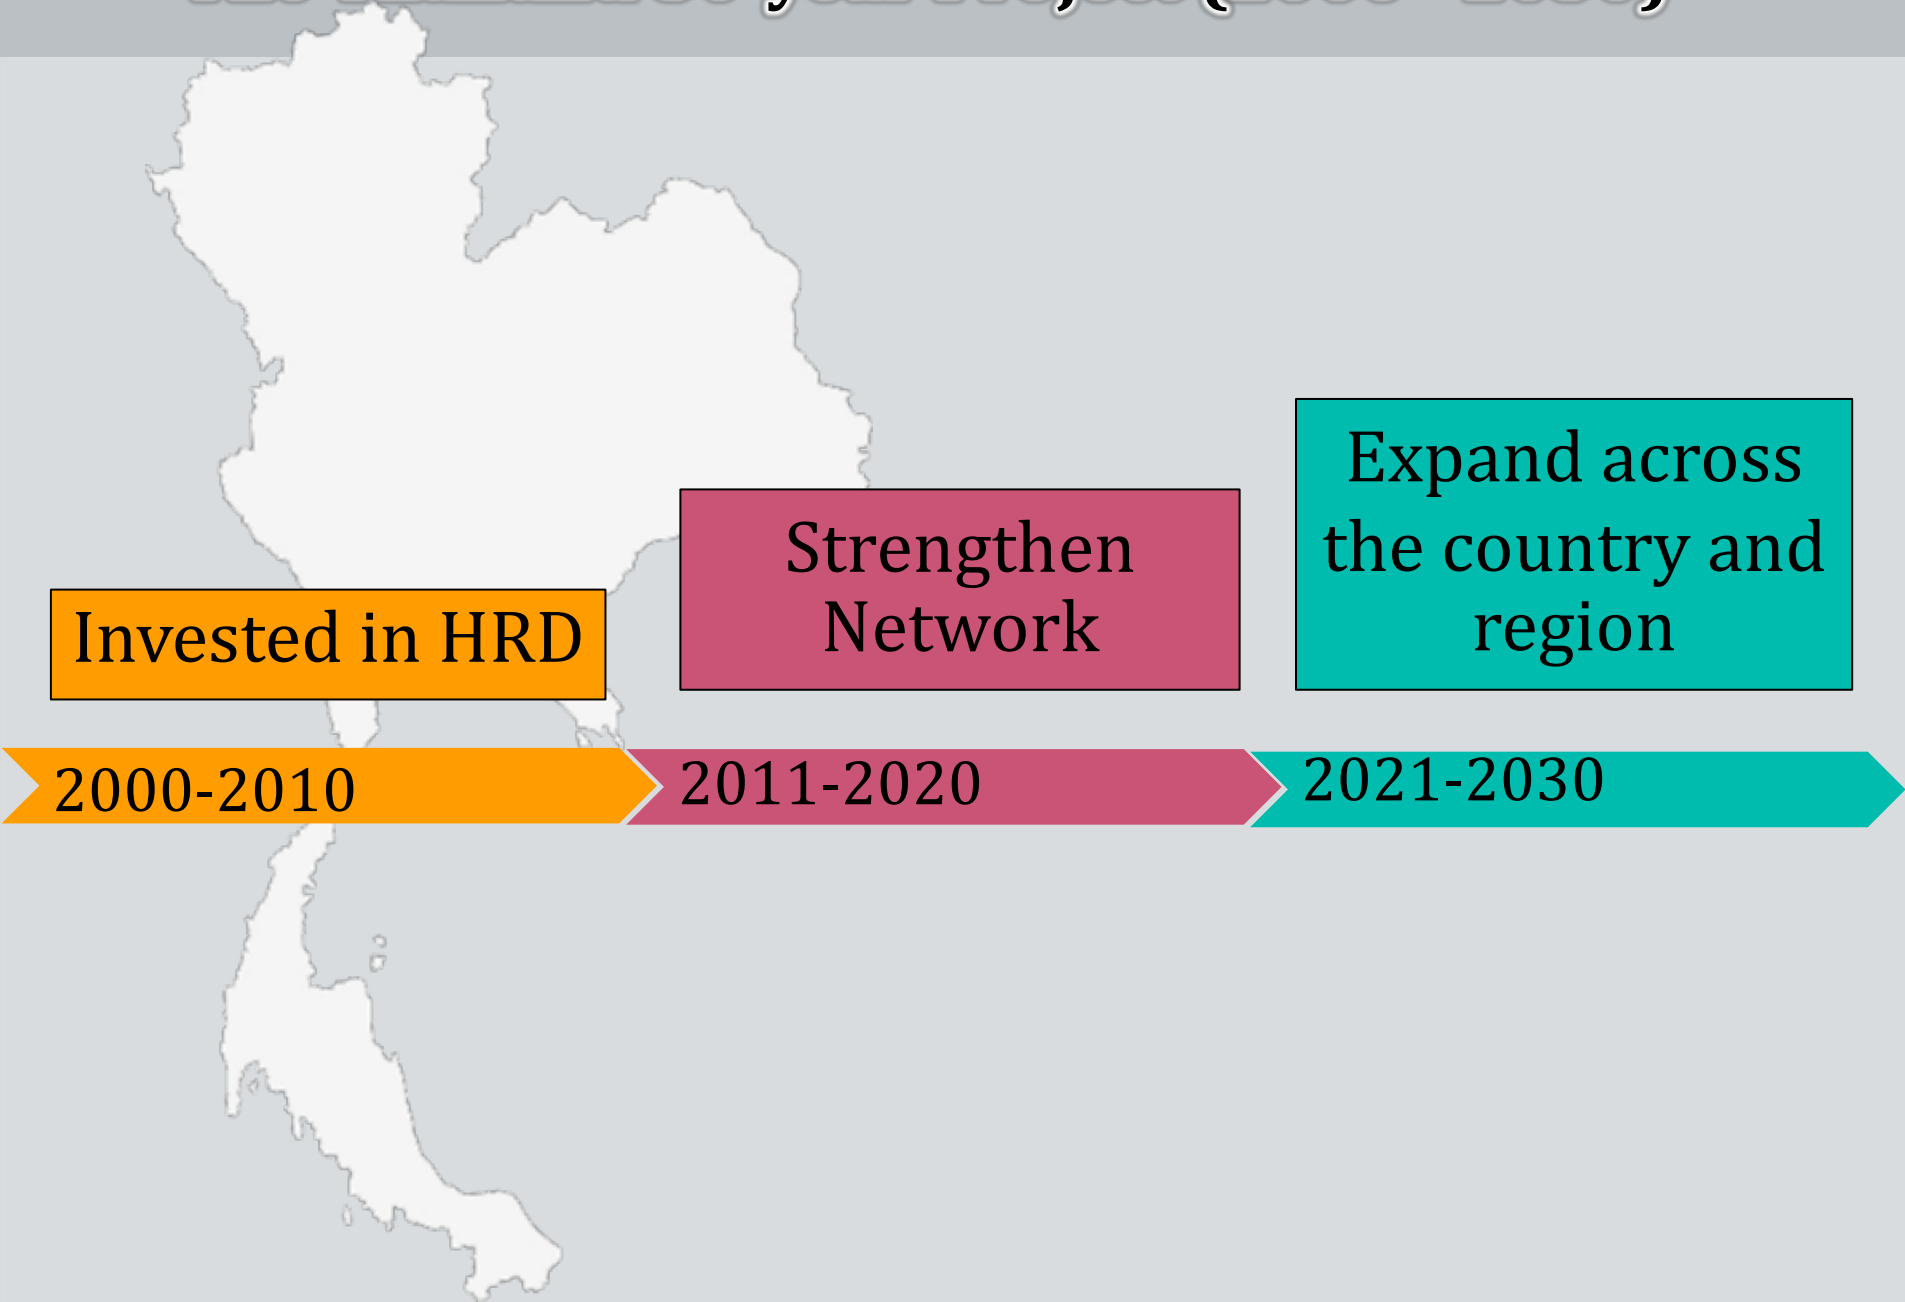 Invested in HRD
Strengthen
Network
Expand across
the country and
region
2000-2010
2011-2020
2021-2030